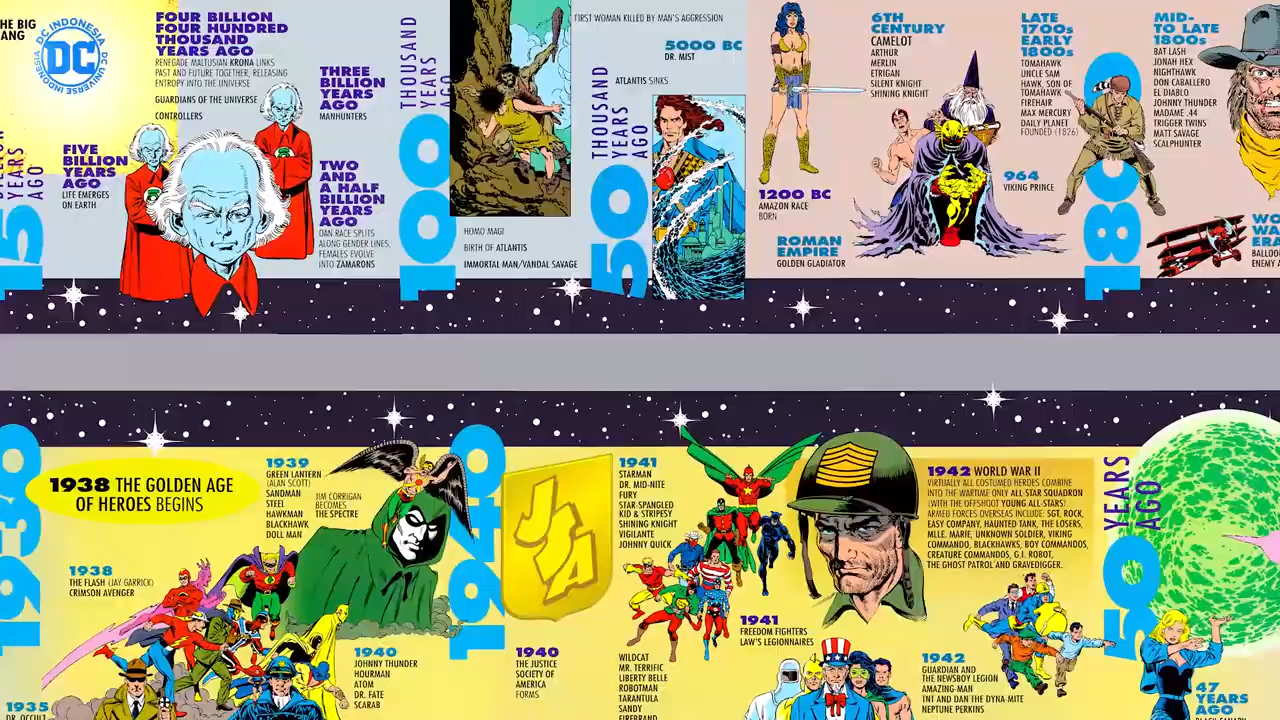 HE BIG
ANG
DC INDONESIA
DC
DC UNIVERSE INDONESIA
FOUR BILLION
FOUR HUNDRED
THOUSAND
YEARS AGO
RENEGADE MALTUSIAN KRONA LINKS
PAST AND FUTURE TOGETHER, RELEASING
ENTROPY INTO THE UNIVERSE
GUARDIANS OF THE UNIVERSE
CONTROLLERS
15
YEARS
AGO
FIVE
BILLION
YEARS
AGO
LIFE EMERGES
ON EARTH
THREE
BILLION
YEARS
AGO
MANHUNTERS
TWO
AND
A HALF
BILLION
YEARS
AGO
OAN RACE SPLITS
ALONG GENDER LINES,
FEMALES EVOLVE
INTO ZAMARONS
100
THOUSAND
YEARS
AGO
HOMO MAGI
BIRTH OF ATLANTIS
IMMORTAL MAN/VANDAL SAVAGE
FIRST WOMAN KILLED BY MAN'S AGGRESSION
50
THOUSAND
YEARS
AGO
5000 BC
DR. MIST
ATLANTIS SINKS
1200 BC
AMAZON RACE
BORN
ROMAN
EMPIRE
GOLDEN GLADIATOR
6TH
CENTURY
CAMELOT
ARTHUR
MERLIN
ETRIGAN
SILENT KNIGHT
SHINING KNIGHT
964
VIKING PRINCE
LATE
1700s
EARLY
1800s
TOMAHAWK
UNCLE SAM
HAWK, SON OF
TOMAHAWK
FIREHAIR
MAX MERCURY
DAILY PLANET
FOUNDED (1826)
1800
MID-
TO LATE
1800s
BAT LASH
JONAH HEX
NIGHTHAWK
DON CABALLERO
EL DIABLO
JOHNNY THUNDER
MADAME .44
TRIGGER TWINS
MATT SAVAGE
SCALPHUNTER
WO
WA
ERA
BALLOO
ENEMY A
1930
1938 THE GOLDEN AGE
OF HEROES BEGINS
1938
THE FLASH (JAY GARRICK)
CRIMSON AVENGER
1935
DR. OCCULT
1939
GREEN LANTERN
(ALAN SCOTT)
SANDMAN
STEEL
HAWKMAN
BLACKHAWK
DOLL MAN
JIM CORRIGAN
BECOMES
THE SPECTRE
1940
JOHNNY THUNDER
HOURMAN
ATOM
DR. FATE
SCARAB
1940
JSA
1940
THE JUSTICE
SOCIETY OF
AMERICA
FORMS
1941
STARMAN
DR. MID-NITE
FURY
STAR-SPANGLED
KID & STRIPESY
SHINING KNIGHT
VIGILANTE
JOHNNY QUICK
WILDCAT
MR. TERRIFIC
LIBERTY BELLE
ROBOTMAN
TARANTULA
SANDY
FIREBRAND
1941
FREEDOM FIGHTERS
LAW'S LEGIONNAIRES
1942 WORLD WAR II
VIRTUALLY ALL COSTUMED HEROES COMBINE
INTO THE WARTIME ONLY ALL-STAR SQUADRON
(WITH THE OFFSHOOT YOUNG ALL-STARS).
ARMED FORCES OVERSEAS INCLUDE: SGT. ROCK,
EASY COMPANY, HAUNTED TANK, THE LOSERS,
MLLE. MARIE, UNKNOWN SOLDIER, VIKING
COMMANDO, BLACKHAWKS, BOY COMMANDOS,
CREATURE COMMANDOS, G.I. ROBOT,
THE GHOST PATROL AND GRAVEDIGGER.
1942
GUARDIAN AND
THE NEWSBOY LEGION
AMAZING-MAN
TNT AND DAN THE DYNA-MITE
NEPTUNE PERKINS
50
YEARS
AGO
47
YEARS
AGO
BLACK CANARY